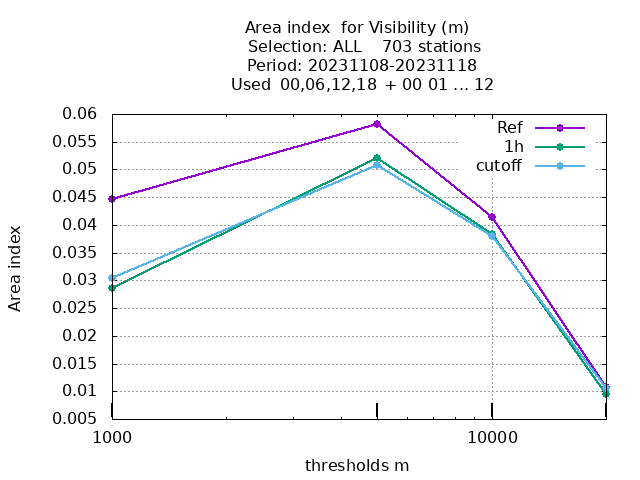 Area index  for Visibility (m)
Selection: ALL    703 stations
Period: 20231108-20231118
Used  00,06,12,18  + 00 01 ... 12
Ref
1h
cutoff
0.06
0.055
0.05
0.045
0.04
0.035
0.03
0.025
0.02
0.015
0.01
0.005
Area index
1000
10000
thresholds m